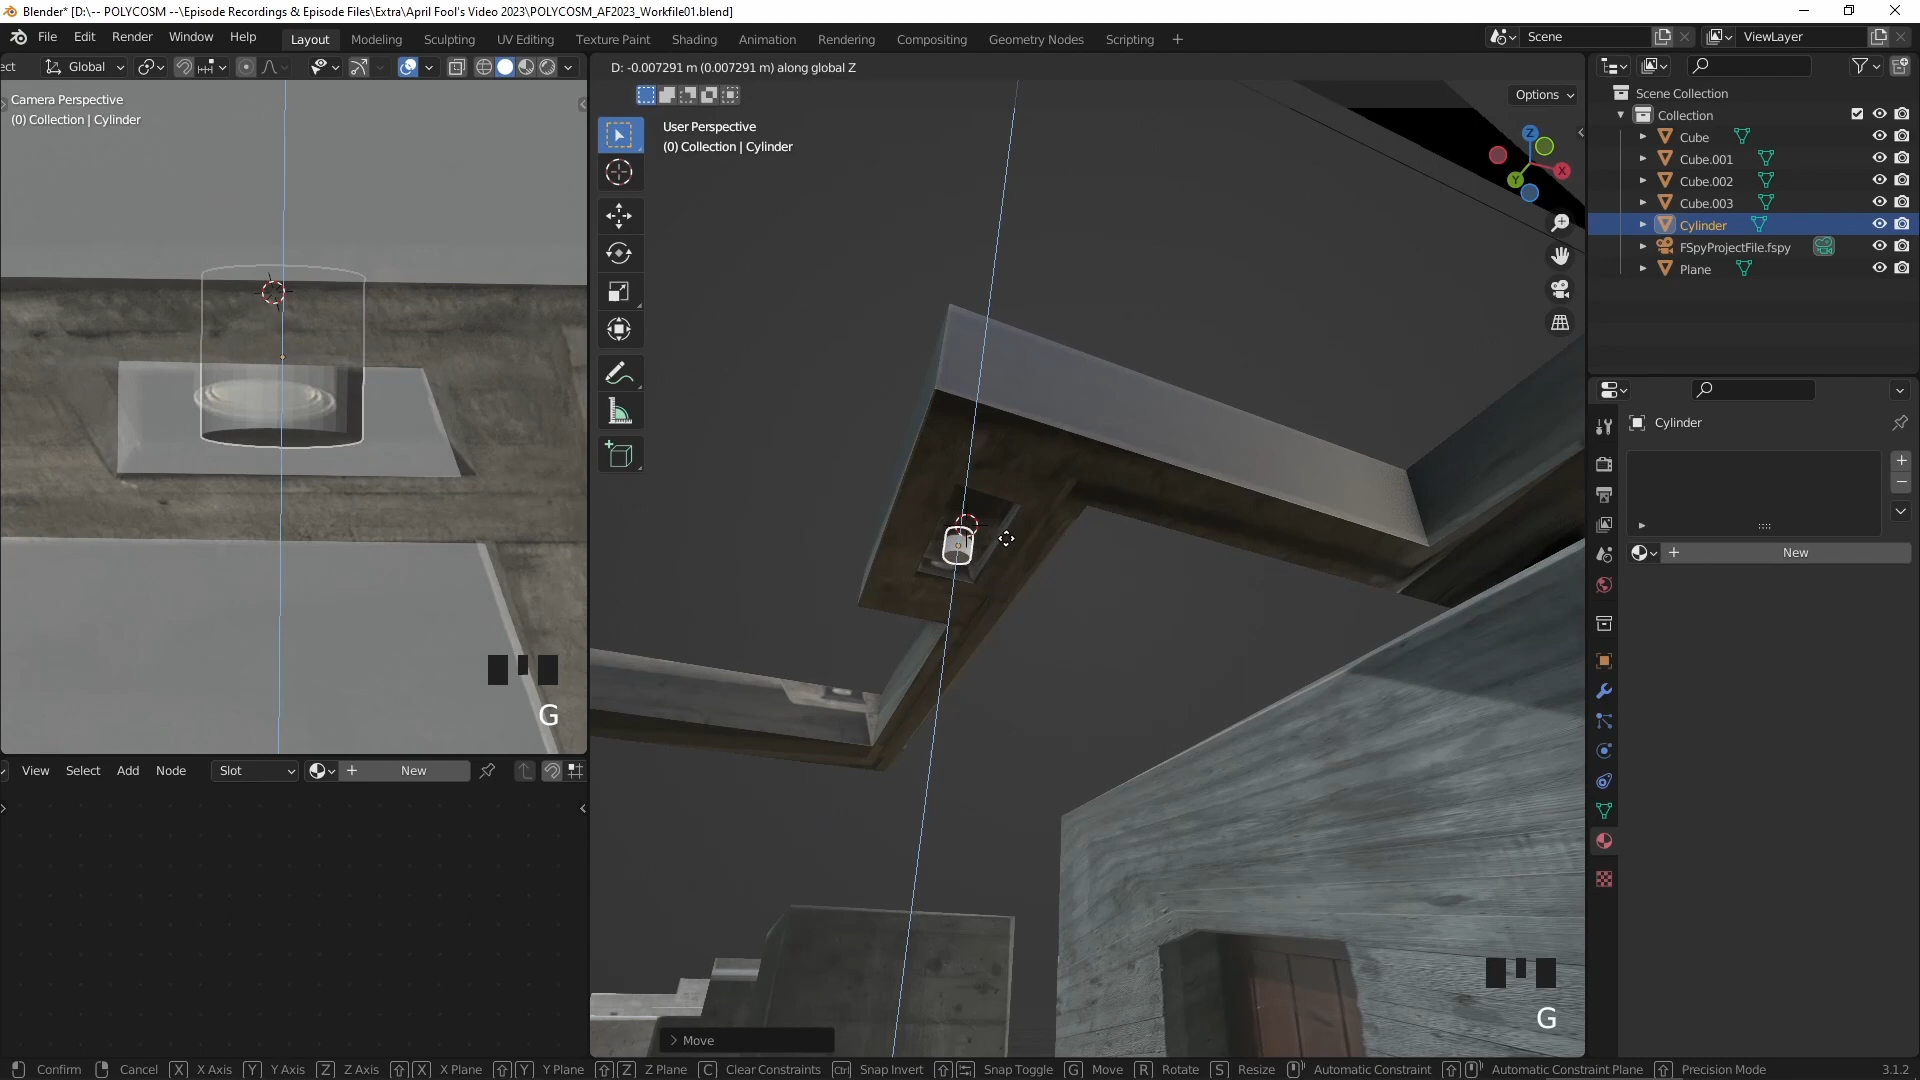 Blender* [D:\-- POLYCOSM --\Episode Recordings & Episode Files\Extra\April Fool's Video 2023\POLYCOSM_AF2023_Workfile01.blend]
File Edit Render Window Help Layout Modeling Sculpting UV Editing Texture Paint Shading Animation Rendering Compositing Geometry Nodes Scripting + Scene ViewLayer
ect Global D: -0.007291 m (0.007291 m) along global Z
Options
Camera Perspective
(0) Collection | Cylinder
User Perspective
(0) Collection | Cylinder
Z
X
Y
Scene Collection
Collection
Cube
Cube.001
Cube.002
Cube.003
Cylinder
FSpyProjectFile.fspy
Plane
Cylinder
New
G
View Select Add Node Slot New
G
Move
Confirm Cancel X X Axis Y Y Axis Z Z Axis X X Plane Y Y Plane Z Z Plane C Clear Constraints Ctrl Snap Invert Snap Toggle G Move R Rotate S Resize Automatic Constraint Automatic Constraint Plane Precision Mode 3.1.2